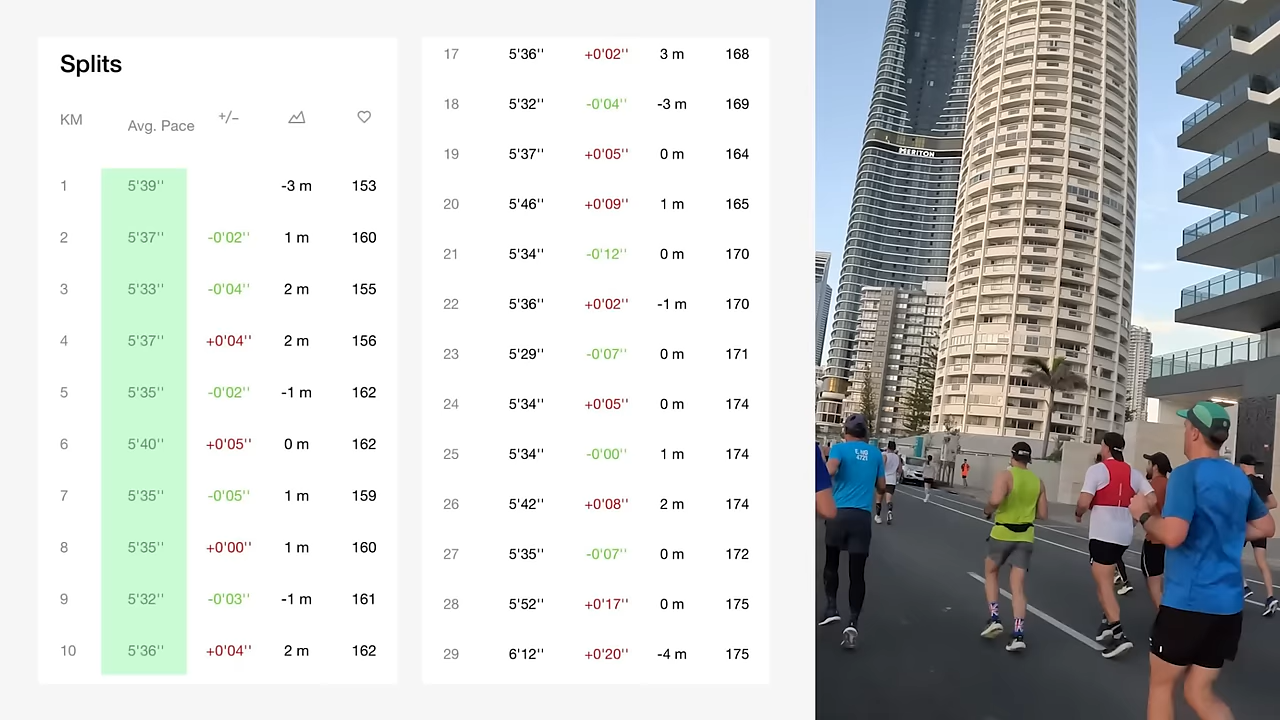 Splits
KM Avg. Pace +/–
1 5'39'' -3 m 153
2 5'37'' -0'02'' 1 m 160
3 5'33'' -0'04'' 2 m 155
4 5'37'' +0'04'' 2 m 156
5 5'35'' -0'02'' -1 m 162
6 5'40'' +0'05'' 0 m 162
7 5'35'' -0'05'' 1 m 159
8 5'35'' +0'00'' 1 m 160
9 5'32'' -0'03'' -1 m 161
10 5'36'' +0'04'' 2 m 162
17 5'36'' +0'02'' 3 m 168
18 5'32'' -0'04'' -3 m 169
19 5'37'' +0'05'' 0 m 164
20 5'46'' +0'09'' 1 m 165
21 5'34'' -0'12'' 0 m 170
22 5'36'' +0'02'' -1 m 170
23 5'29'' -0'07'' 0 m 171
24 5'34'' +0'05'' 0 m 174
25 5'34'' -0'00'' 1 m 174
26 5'42'' +0'08'' 2 m 174
27 5'35'' -0'07'' 0 m 172
28 5'52'' +0'17'' 0 m 175
29 6'12'' +0'20'' -4 m 175
MERITON
4721